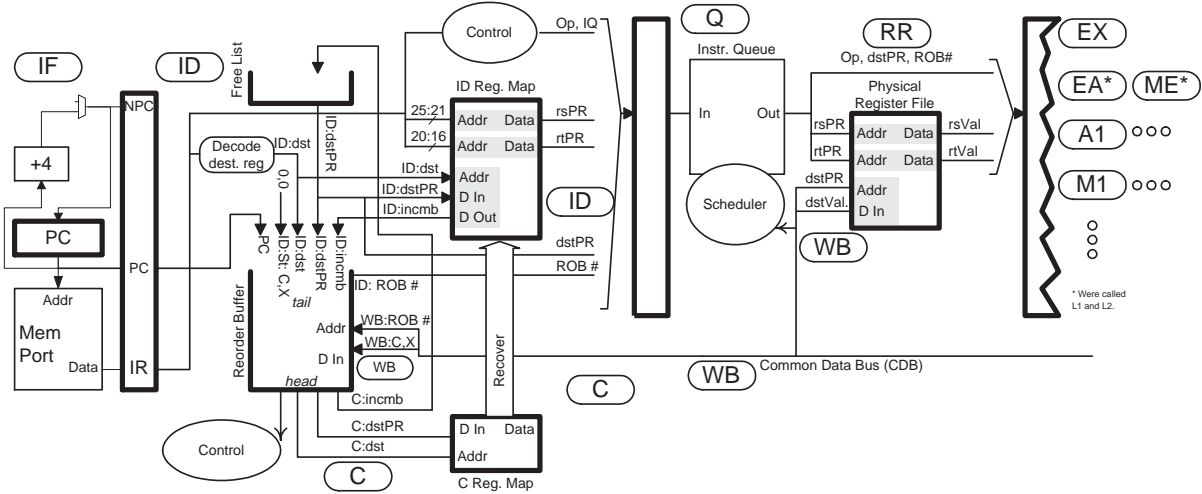 IF
ID
Free List
Control
Op, IQ
Q
Instr. Queue
In
Out
Scheduler
RR
Op, dstPR, ROB#
Physical
Register File
EX
EA*
ME*
A1
M1
NPC
+4
PC
Addr
Mem
Port
Data
PC
IR
Decode
dest. reg
ID:dst
ID:dstPR
0,0
25:21
20:16
ID Reg. Map
Addr
Data
Addr
Data
Addr
D In
D Out
rsPR
rtPR
ID:dst
ID:dstPR
ID:incmb
ID
dstPR
ROB #
rsPR
rtPR
dstPR
dstVal.
Addr
Data
Addr
Data
Addr
D In
rsVal
rtVal
WB
* Were called
L1 and L2.
PC
ID:St: C,X
ID:dst
ID:dstPR
ID:incmb
ID: ROB #
tail
Reorder Buffer
Addr
D In
head
WB:ROB #
WB:C,X
WB
C:incmb
C:dstPR
C:dst
Recover
C
WB
Common Data Bus (CDB)
Control
C
D In
Data
Addr
C Reg. Map